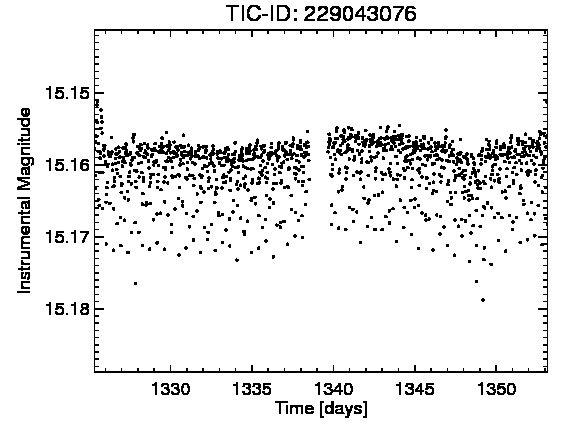 TIC-ID: 229043076
Instrumental Magnitude
15.15
15.16
15.17
15.18
1330 1335 1340 1345 1350
Time [days]